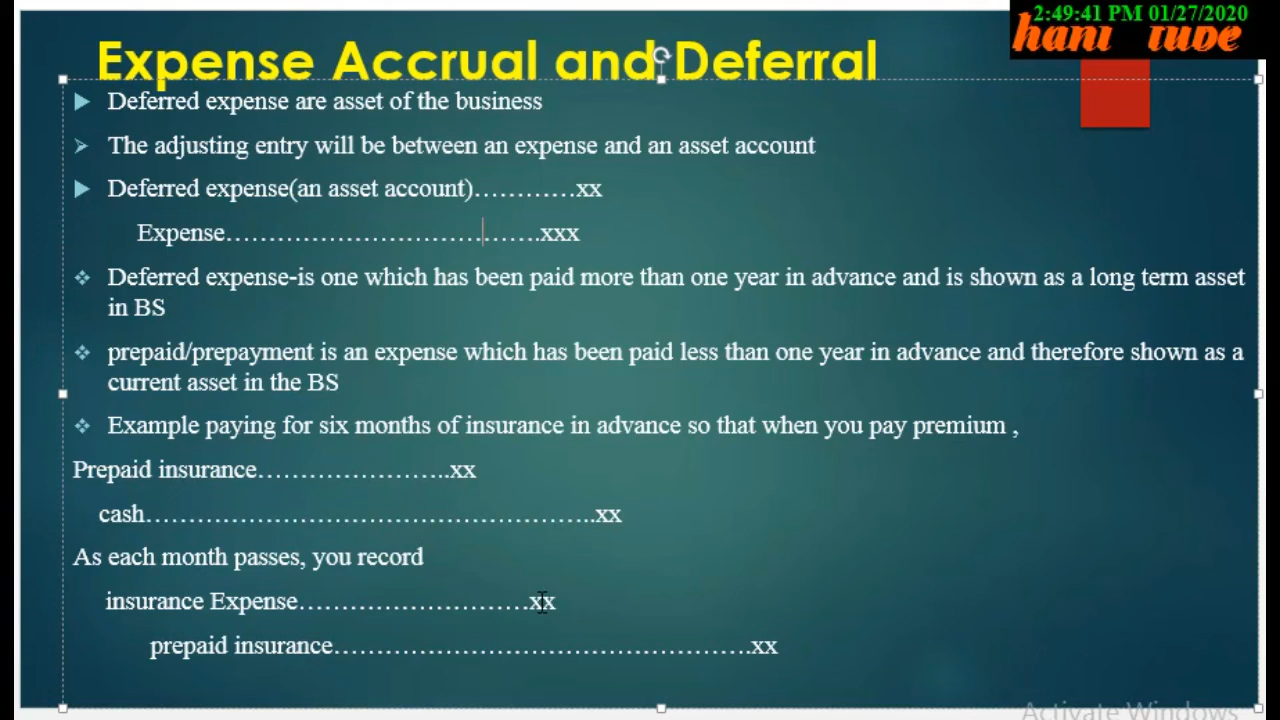 2:49:41 PM 01/27/2020
hani tube
Expense Accrual and Deferral
Deferred expense are asset of the business
The adjusting entry will be between an expense and an asset account
Deferred expense(an asset account)…………xx
Expense…………………………………….xxx
Deferred expense-is one which has been paid more than one year in advance and is shown as a long term asset
in BS
prepaid/prepayment is an expense which has been paid less than one year in advance and therefore shown as a
current asset in the BS
Example paying for six months of insurance in advance so that when you pay premium ,
Prepaid insurance…………………..xx
cash……………………………………………..xx
As each month passes, you record
insurance Expense……………………….xx
prepaid insurance………………………………………….xx
Activate Windows